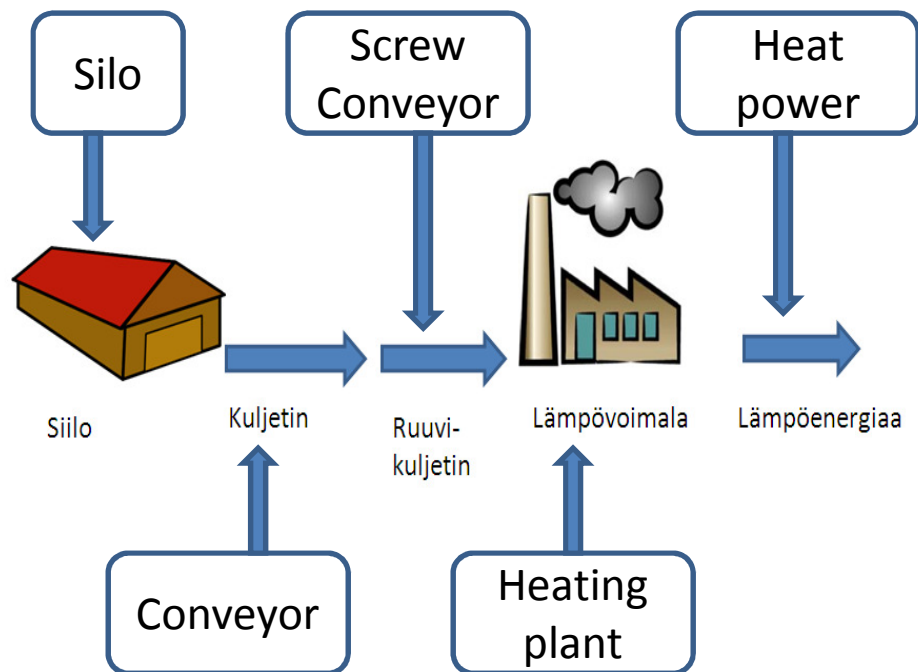 Silo
Screw
Conveyor
Heat
power
Siilo
Kuljetin
Ruuvi-
kuljetin
Lämpövoimala
Lämpöenergiaa
Conveyor
Heating
plant